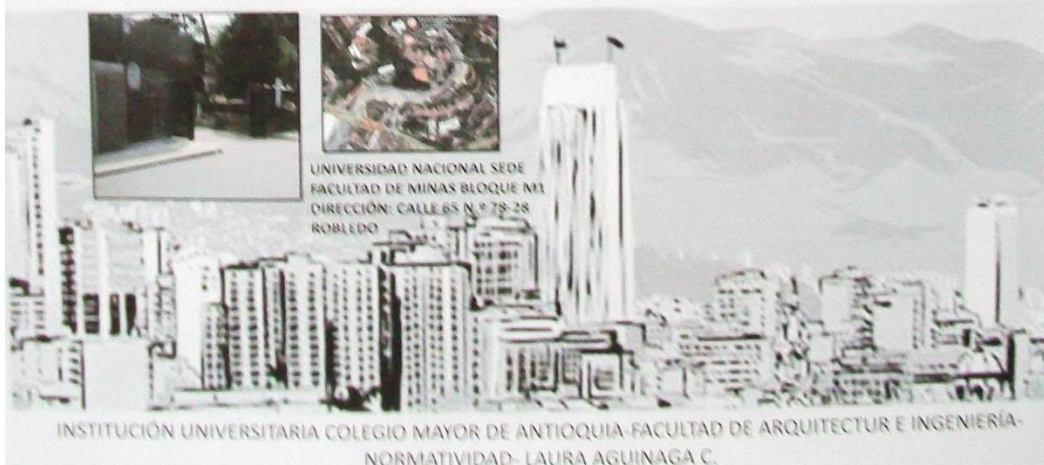 UNIVERSIDAD NACIONAL SEDE
FACULTAD DE MINAS BLOQUE M1
DIRECCIÓN: CALLE 65 N.º 78-28
ROBLEDO
INSTITUCIÓN UNIVERSITARIA COLEGIO MAYOR DE ANTIOQUIA-FACULTAD DE ARQUITECTUR E INGENIERÍA-
NORMATIVIDAD- LAURA AGUINAGA C.